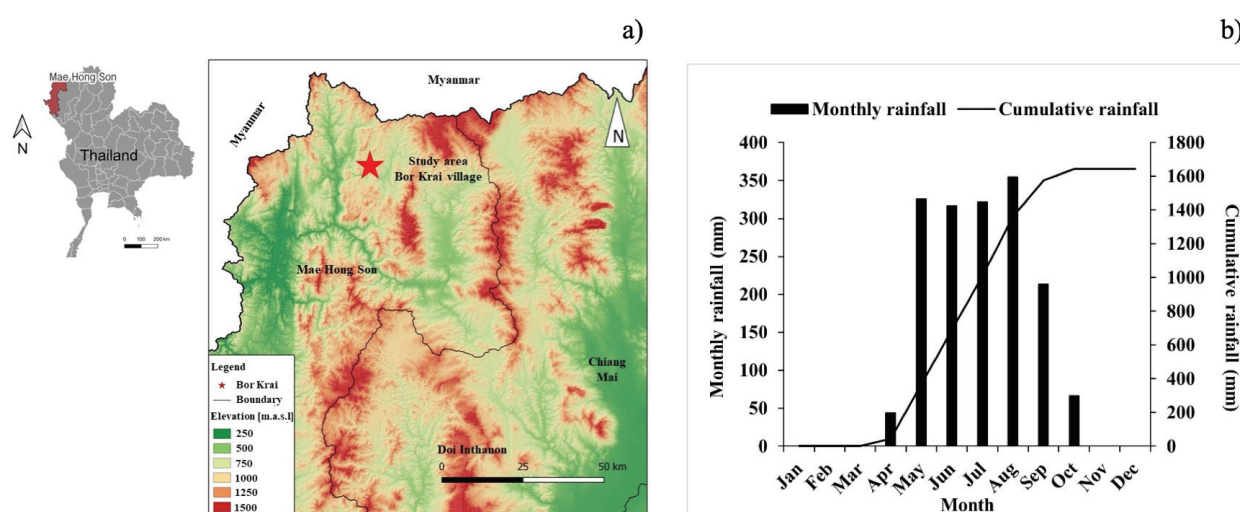 a)
Mae Hong Son
N
Thailand
0 100 200 km
Myanmar
Myanmar
N
Study area
Bor Krai village
Mae Hong Son
Chiang
Mai
Doi Inthanon
0 25 50 km
Legend
Bor Krai
Boundary
Elevation [m.a.s.l]
250
500
750
1000
1250
1500
b)
Monthly rainfall Cumulative rainfall
Monthly rainfall (mm)
400
350
300
250
200
150
100
50
0
1800
1600
1400
1200
1000
800
600
400
200
0
Cumulative rainfall (mm)
Jan Feb Mar Apr May Jun Jul Aug Sep Oct Nov Dec
Month